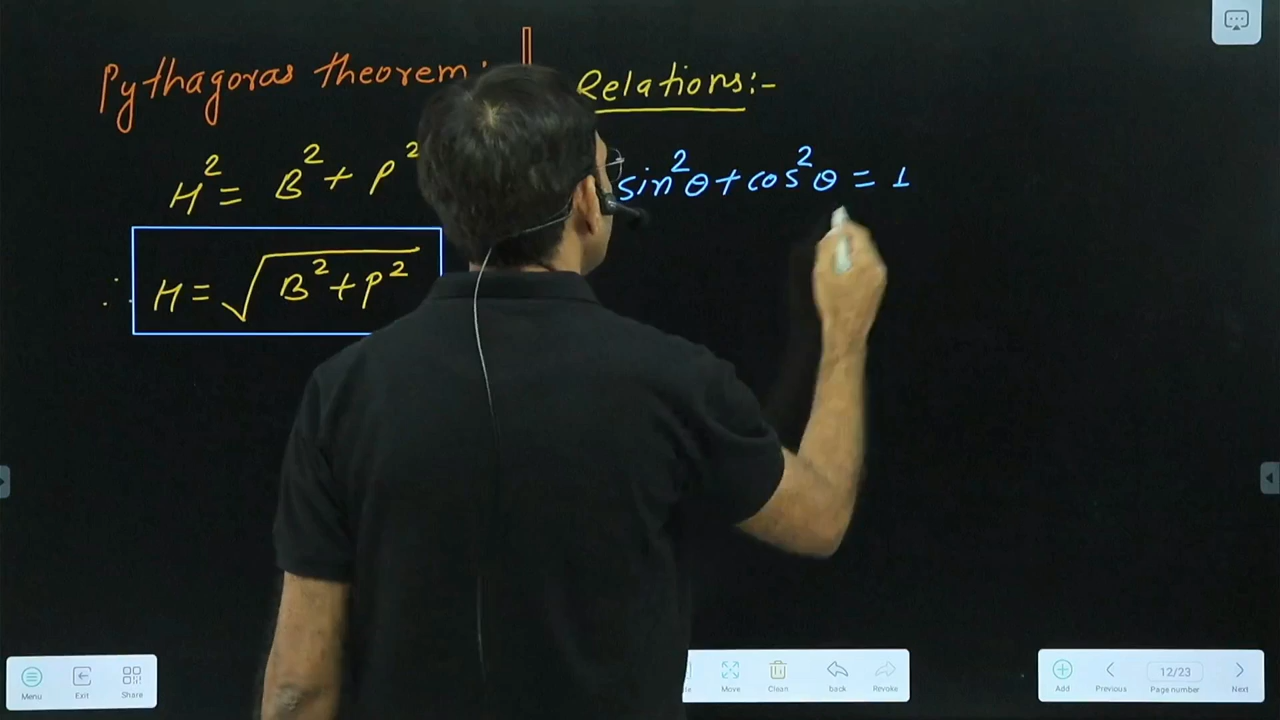 Pythagoras theorem:
H² = B² + P²
∴ H = √(B² + P²)
Relations:-
sin²θ + cos²θ = 1
Menu
Exit
Share
Move
Clean
back
Revoke
Add
Previous
12/23
Page number
Next